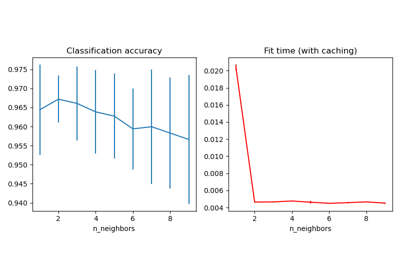 Classification accuracy
0.975
0.970
0.965
0.960
0.955
0.950
0.945
0.940
2 4 6 8
n_neighbors
Fit time (with caching)
0.020
0.018
0.016
0.014
0.012
0.010
0.008
0.006
0.004
2 4 6 8
n_neighbors